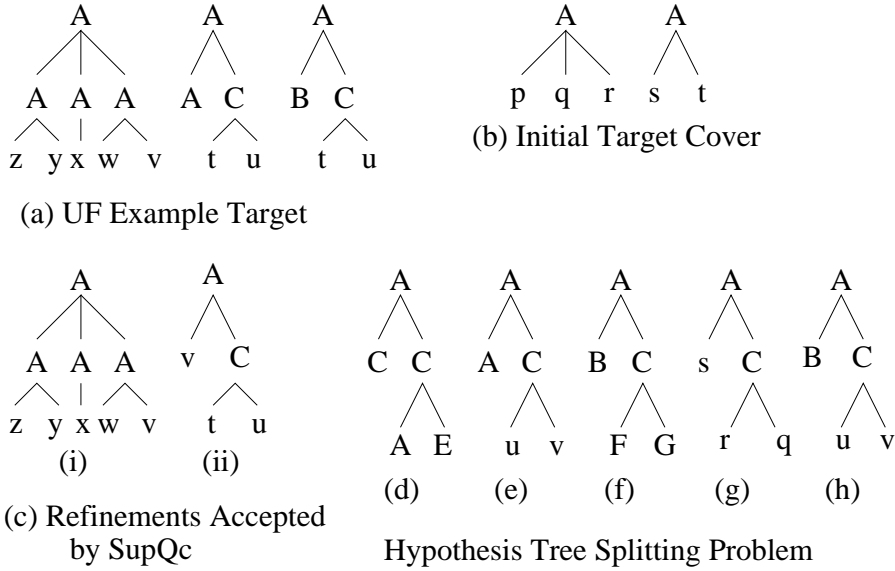 A A A A A
A A A A C B C p q r s t
z y x w v t u t u
(b) Initial Target Cover
(a) UF Example Target
A A A A A A A
A A A v C C C A C B C s C B C
z y x w v t u A E u v F G r q u v
(i) (ii) (d) (e) (f) (g) (h)
(c) Refinements Accepted
by SupQc
Hypothesis Tree Splitting Problem